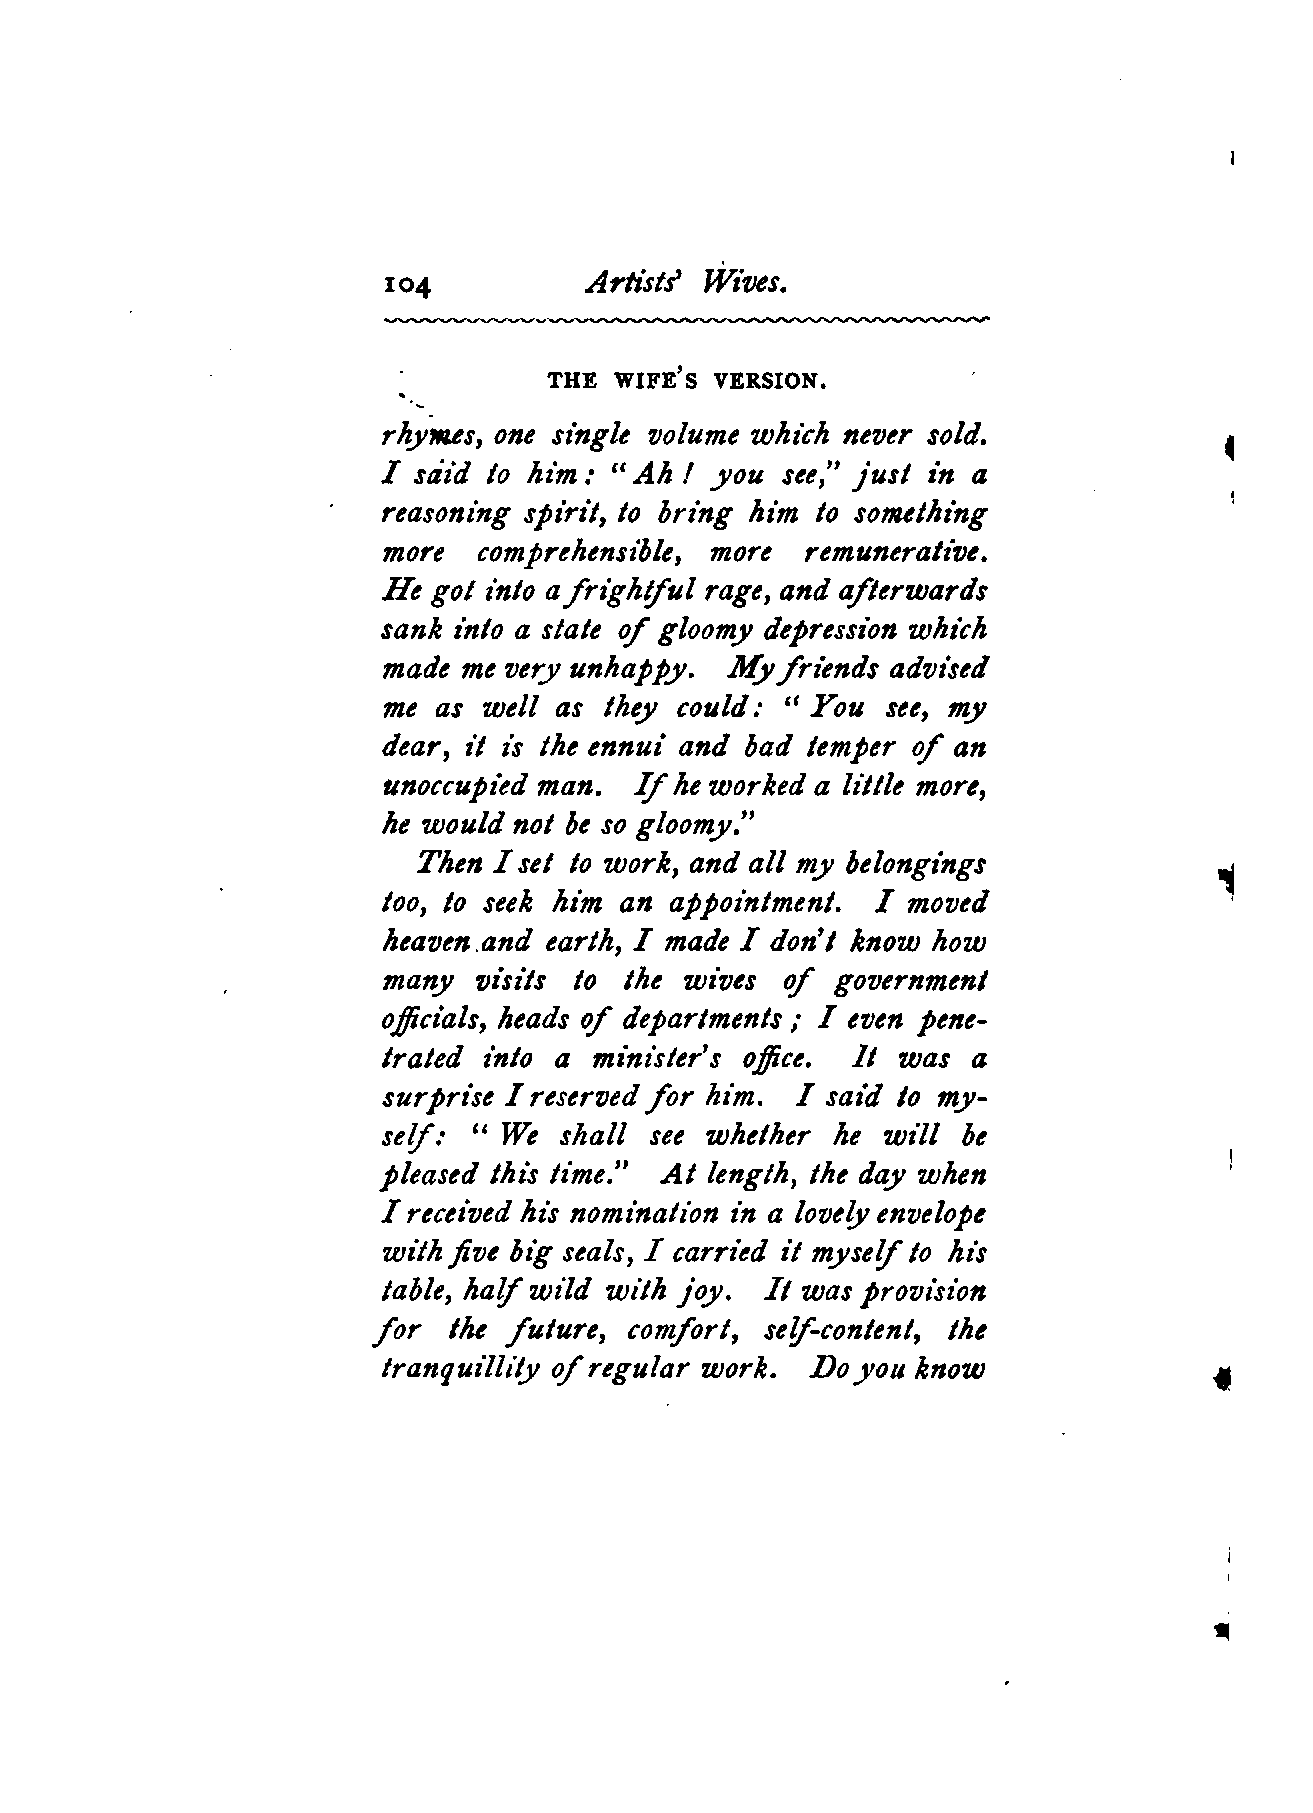 104 Artists' Wives.
THE WIFE'S VERSION.
rhymes, one single volume which never sold.
I said to him: "Ah! you see," just in a
reasoning spirit, to bring him to something
more comprehensible, more remunerative.
He got into a frightful rage, and afterwards
sank into a state of gloomy depression which
made me very unhappy. My friends advised
me as well as they could: "You see, my
dear, it is the ennui and bad temper of an
unoccupied man. If he worked a little more,
he would not be so gloomy."
Then I set to work, and all my belongings
too, to seek him an appointment. I moved
heaven and earth, I made I don't know how
many visits to the wives of government
officials, heads of departments; I even pene-
trated into a minister's office. It was a
surprise I reserved for him. I said to my-
self: "We shall see whether he will be
pleased this time." At length, the day when
I received his nomination in a lovely envelope
with five big seals, I carried it myself to his
table, half wild with joy. It was provision
for the future, comfort, self-content, the
tranquillity of regular work. Do you know